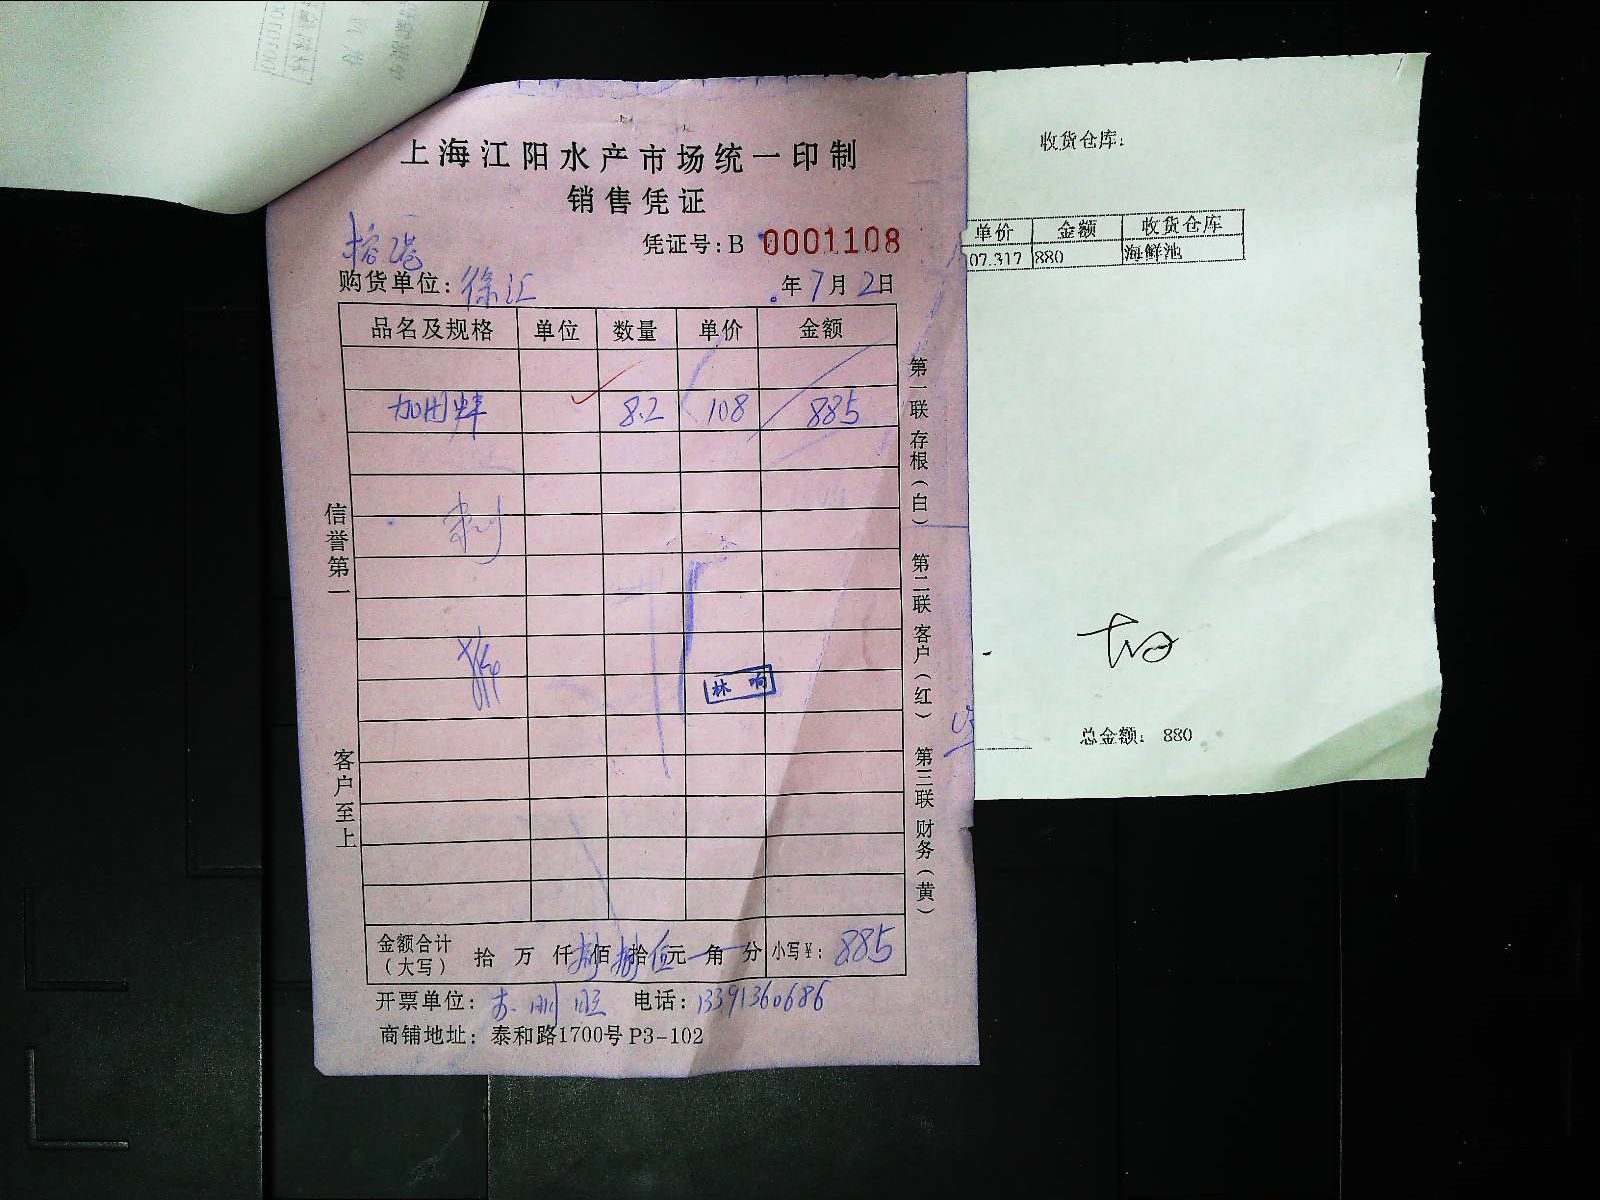 上海江阳水产市场统一印制
销售凭证
凭证号:B 0001108
购货单位: 徐汇
年7月2日
品名及规格 单位 数量 单价 金额
加田蚌 8.2 108 885
林 响
信誉第一
客户至上
第一联 存根(白) 第二联 客户(红) 第三联 财务(黄)
金额合计(大写) 拾 万 仟 捌佰 捌拾 伍元 角 分 小写¥: 885
开票单位: 电话: 13391360686
商铺地址: 泰和路1700号P3-102
收货仓库:
单价 金额 收货仓库
07.317 880 海鲜池
总金额: 880